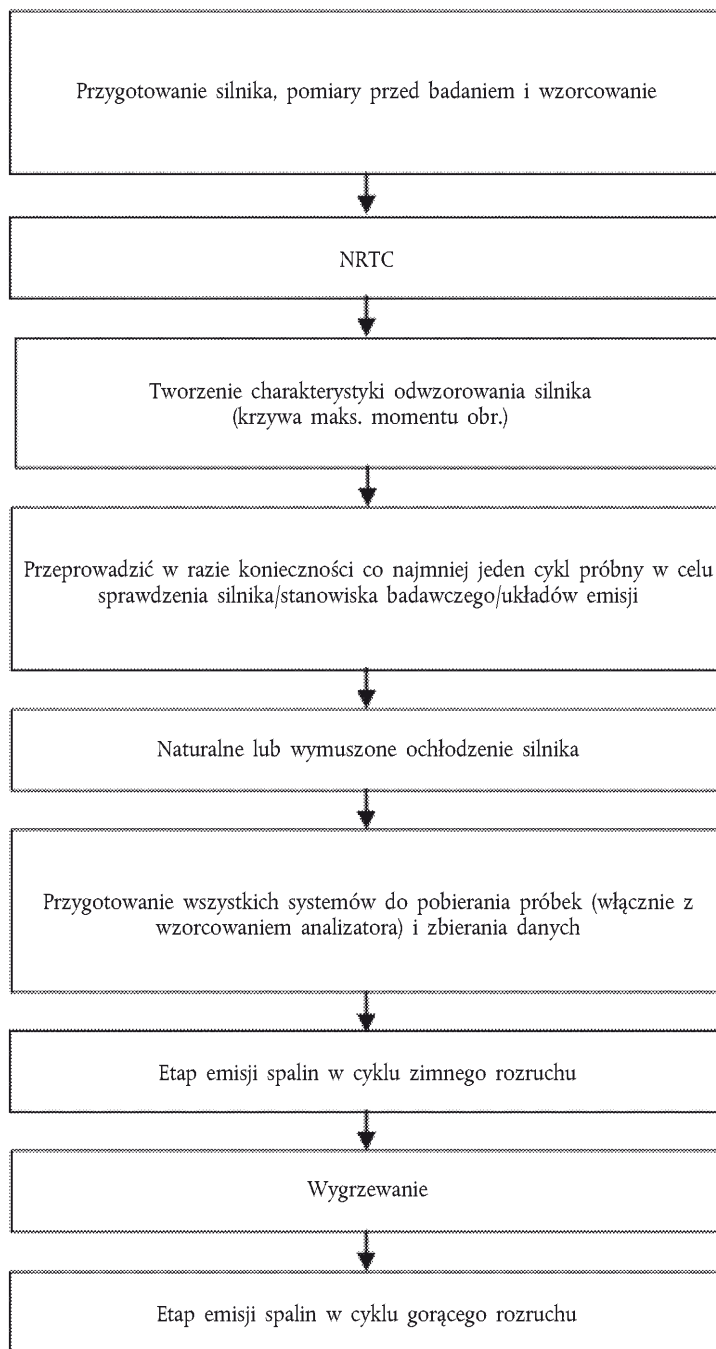 Przygotowanie silnika, pomiary przed badaniem i wzorcowanie
NRTC
Tworzenie charakterystyki odwzorowania silnika
(krzywa maks. momentu obr.)
Przeprowadzić w razie konieczności co najmniej jeden cykl próbny w celu
sprawdzenia silnika/stanowiska badawczego/układów emisji
Naturalne lub wymuszone ochłodzenie silnika
Przygotowanie wszystkich systemów do pobierania próbek (włącznie z
wzorcowaniem analizatora) i zbierania danych
Etap emisji spalin w cyklu zimnego rozruchu
Wygrzewanie
Etap emisji spalin w cyklu gorącego rozruchu